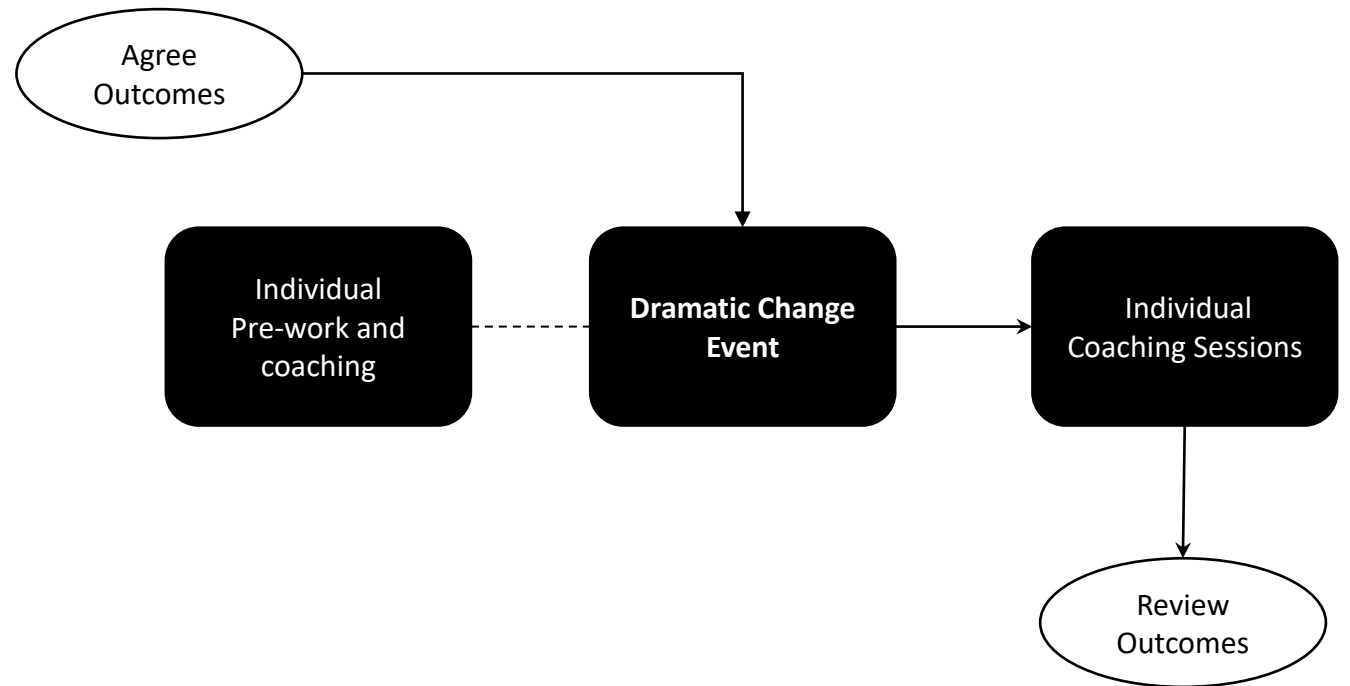 Agree
Outcomes
Individual
Pre-work and
coaching
Dramatic Change
Event
Individual
Coaching Sessions
Review
Outcomes